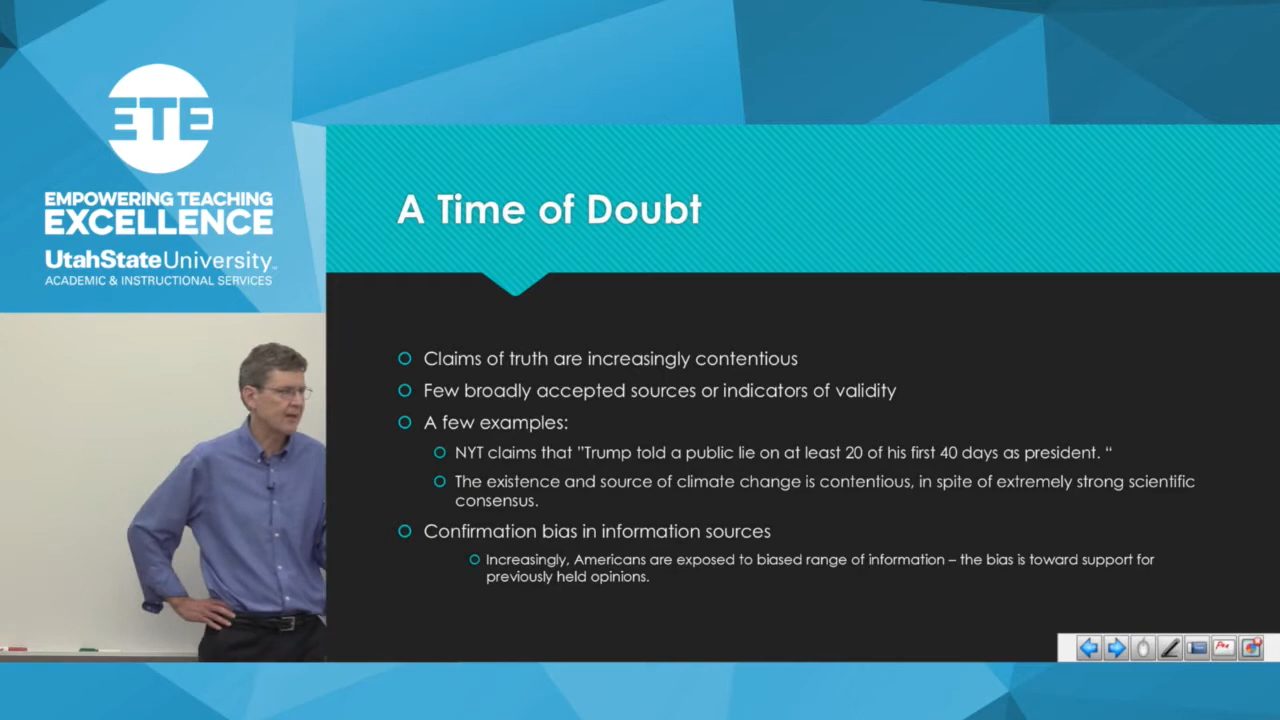 ETE
EMPOWERING TEACHING
EXCELLENCE
UtahStateUniversity
ACADEMIC & INSTRUCTIONAL SERVICES
A Time of Doubt
Claims of truth are increasingly contentious
Few broadly accepted sources or indicators of validity
A few examples:
NYT claims that ”Trump told a public lie on at least 20 of his first 40 days as president. “
The existence and source of climate change is contentious, in spite of extremely strong scientific
consensus.
Confirmation bias in information sources
Increasingly, Americans are exposed to biased range of information – the bias is toward support for
previously held opinions.